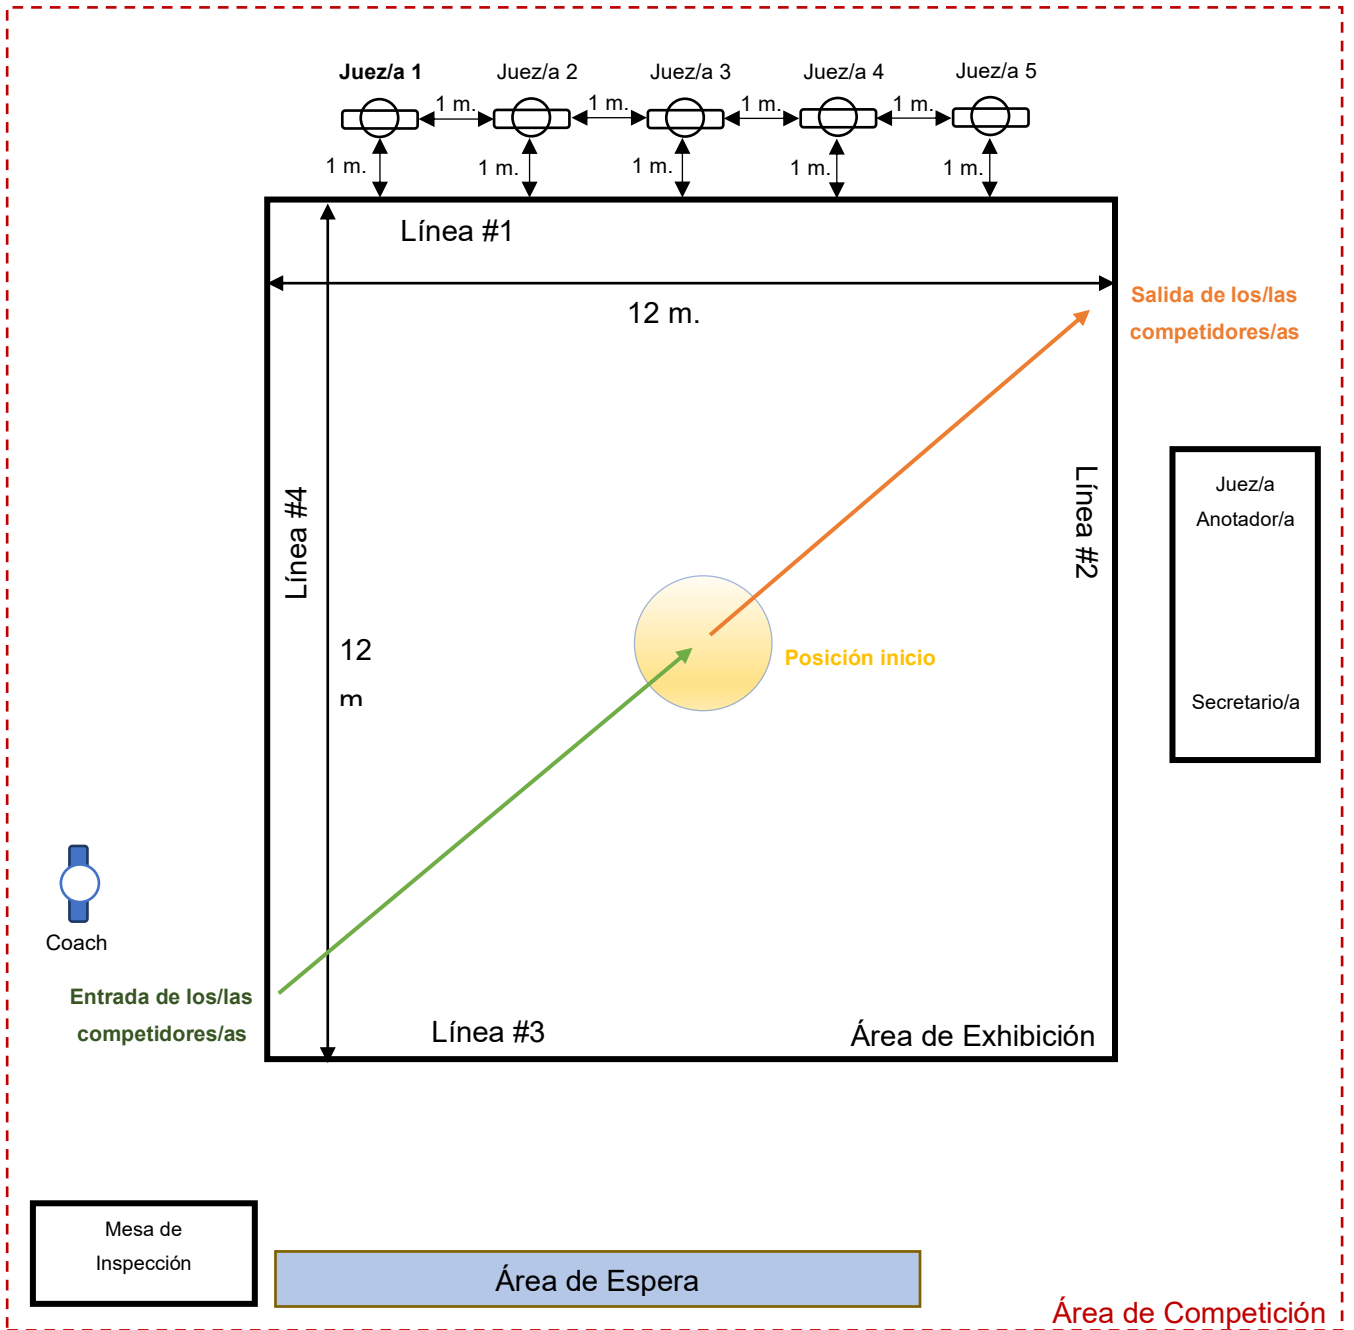 Juez/a 1
Juez/a 2
Juez/a 3
Juez/a 4
Juez/a 5
1 m.
1 m.
1 m.
1 m.
1 m.
1 m.
1 m.
1 m.
1 m.
Línea #1
12 m.
Salida de los/las
competidores/as
Línea #4
Línea #2
Juez/a
Anotador/a
Secretario/a
12
m
Posición inicio
Coach
Entrada de los/las
competidores/as
Línea #3
Área de Exhibición
Mesa de
Inspección
Área de Espera
Área de Competición